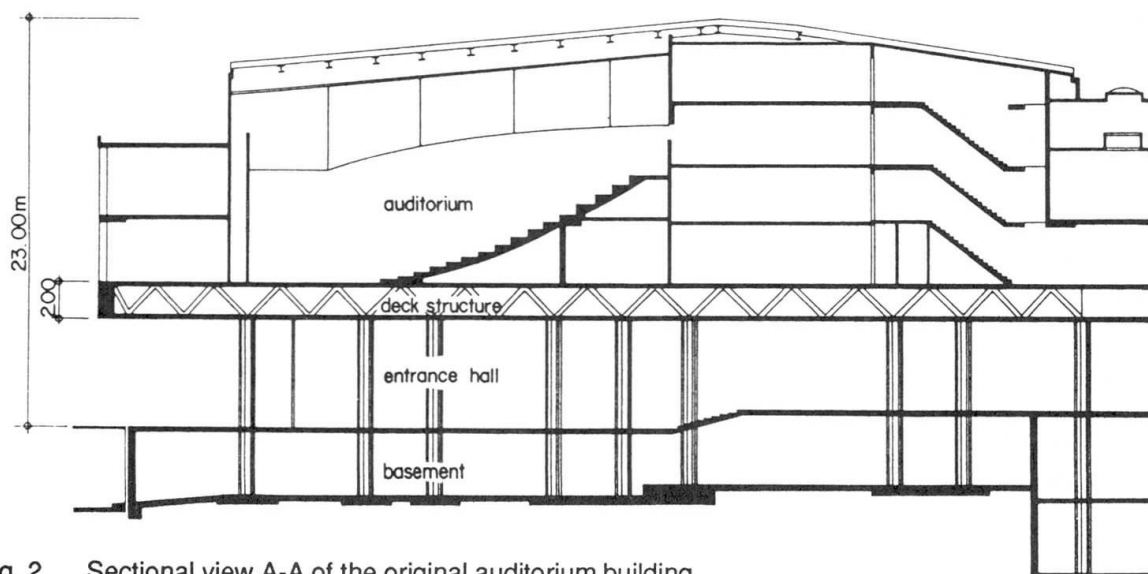 23.00m
auditorium
200
deck structure
entrance hall
basement
g. 2 Sectional view A-A of the original auditorium building